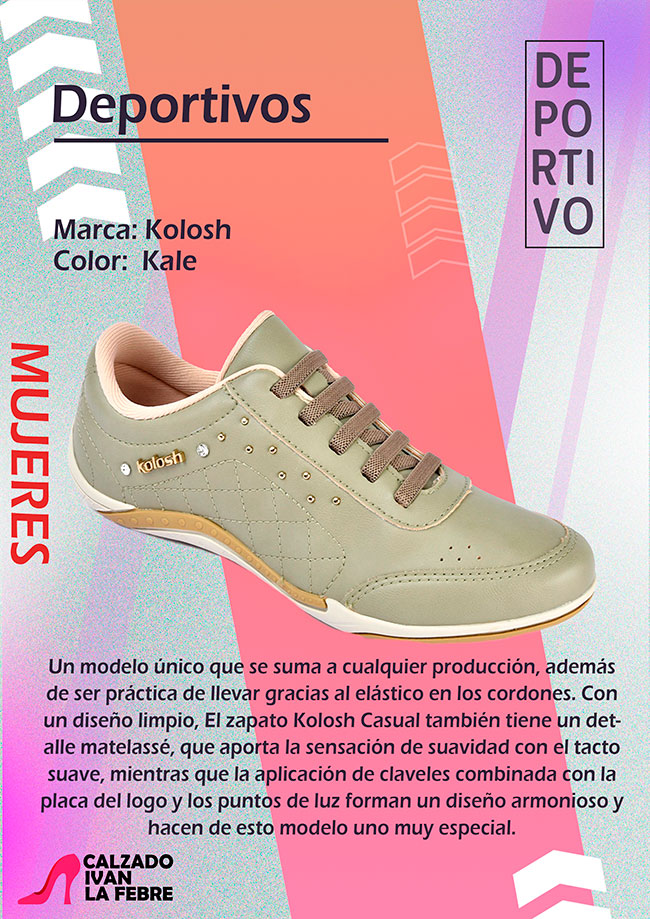 Deportivos
DE
PO
RTI
VO
Marca: Kolosh
Color: Kale
MUJERES
kolosh
Un modelo único que se suma a cualquier producción, además
de ser práctica de llevar gracias al elástico en los cordones. Con
un diseño limpio, El zapato Kolosh Casual también tiene un det-
alle matelassé, que aporta la sensación de suavidad con el tacto
suave, mientras que la aplicación de claveles combinada con la
placa del logo y los puntos de luz forman un diseño armonioso y
hacen de esto modelo uno muy especial.
CALZADO
IVAN
LA FEBRE